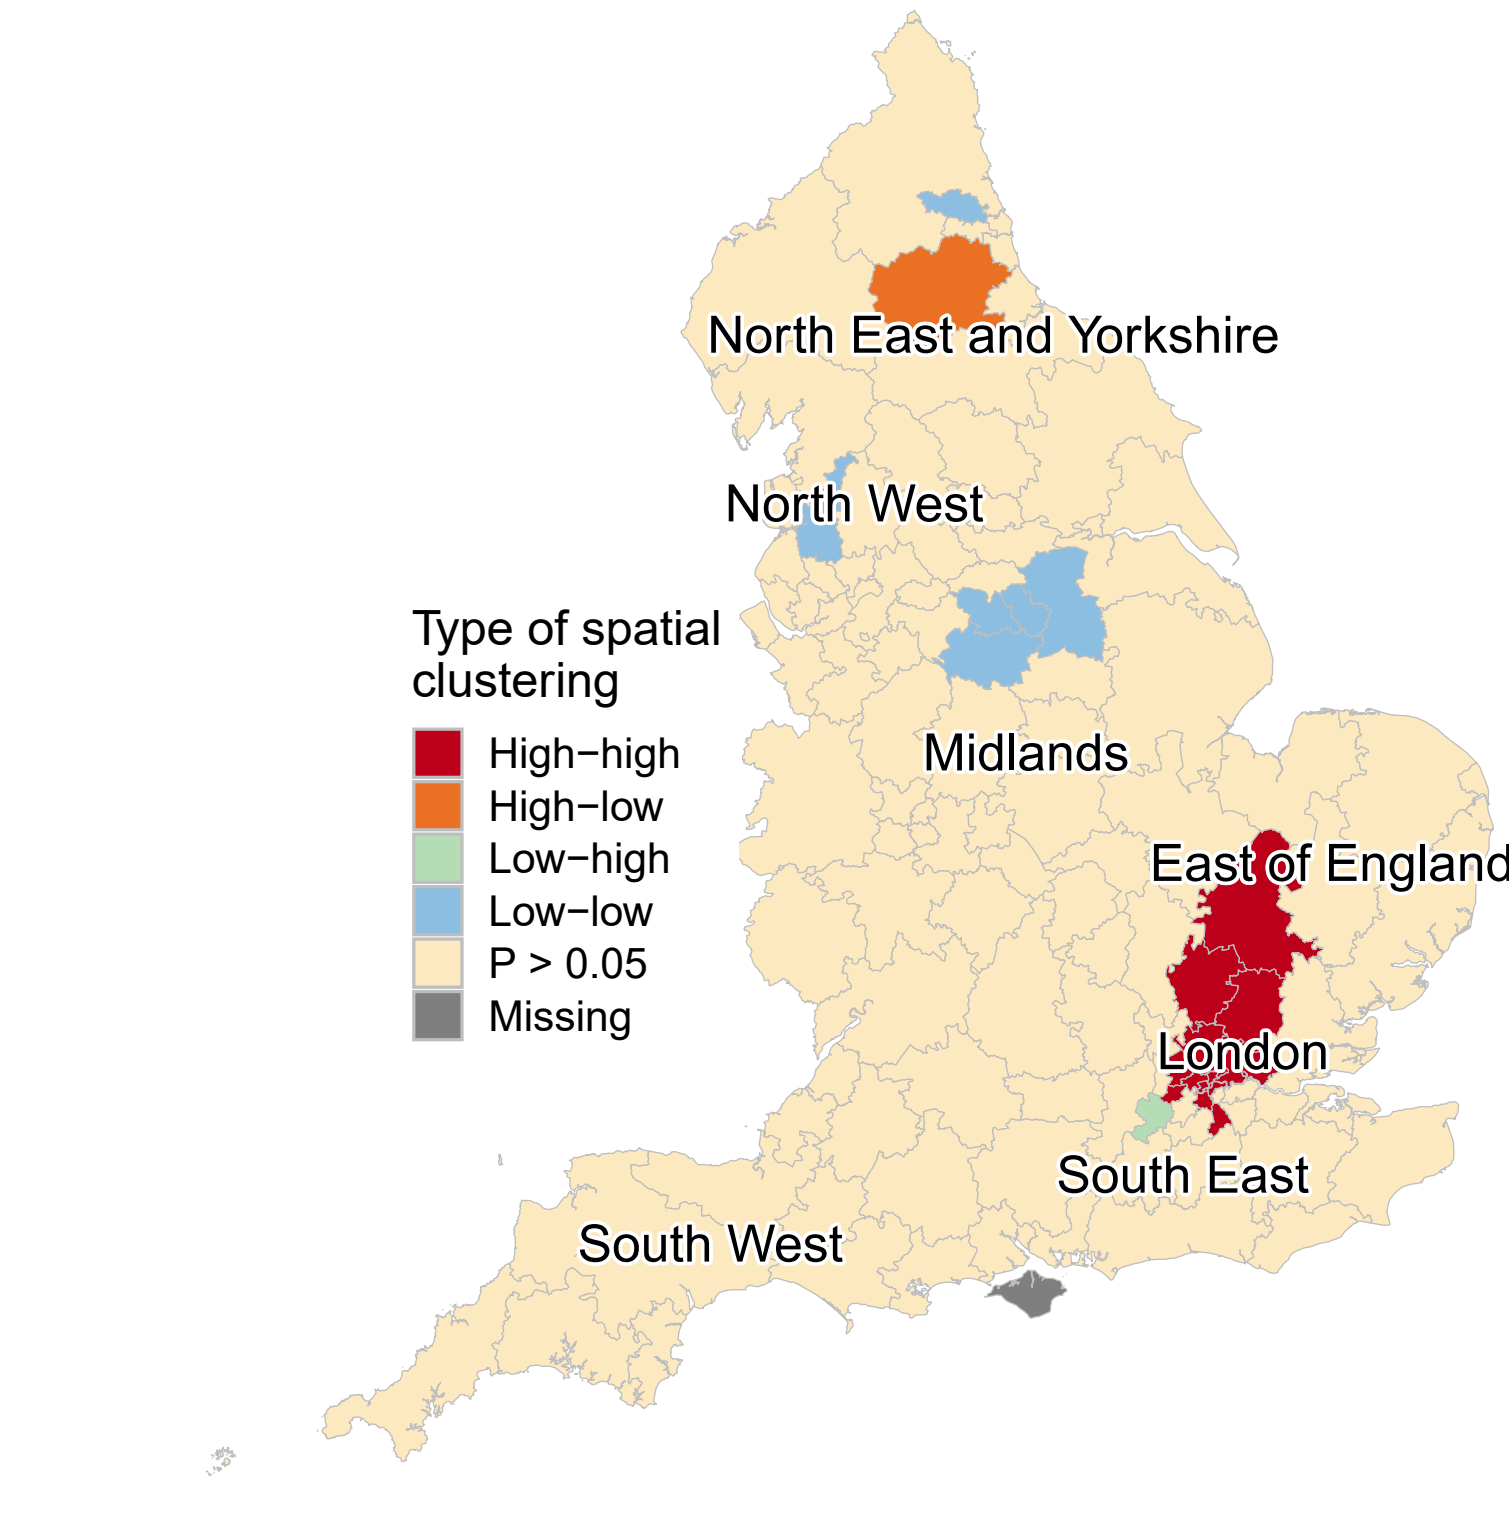 North East and Yorkshire
North West
Type of spatial
clustering
High−high
High−low
Low−high
Low−low
P > 0.05
Missing
Midlands
East of England
London
South East
South West